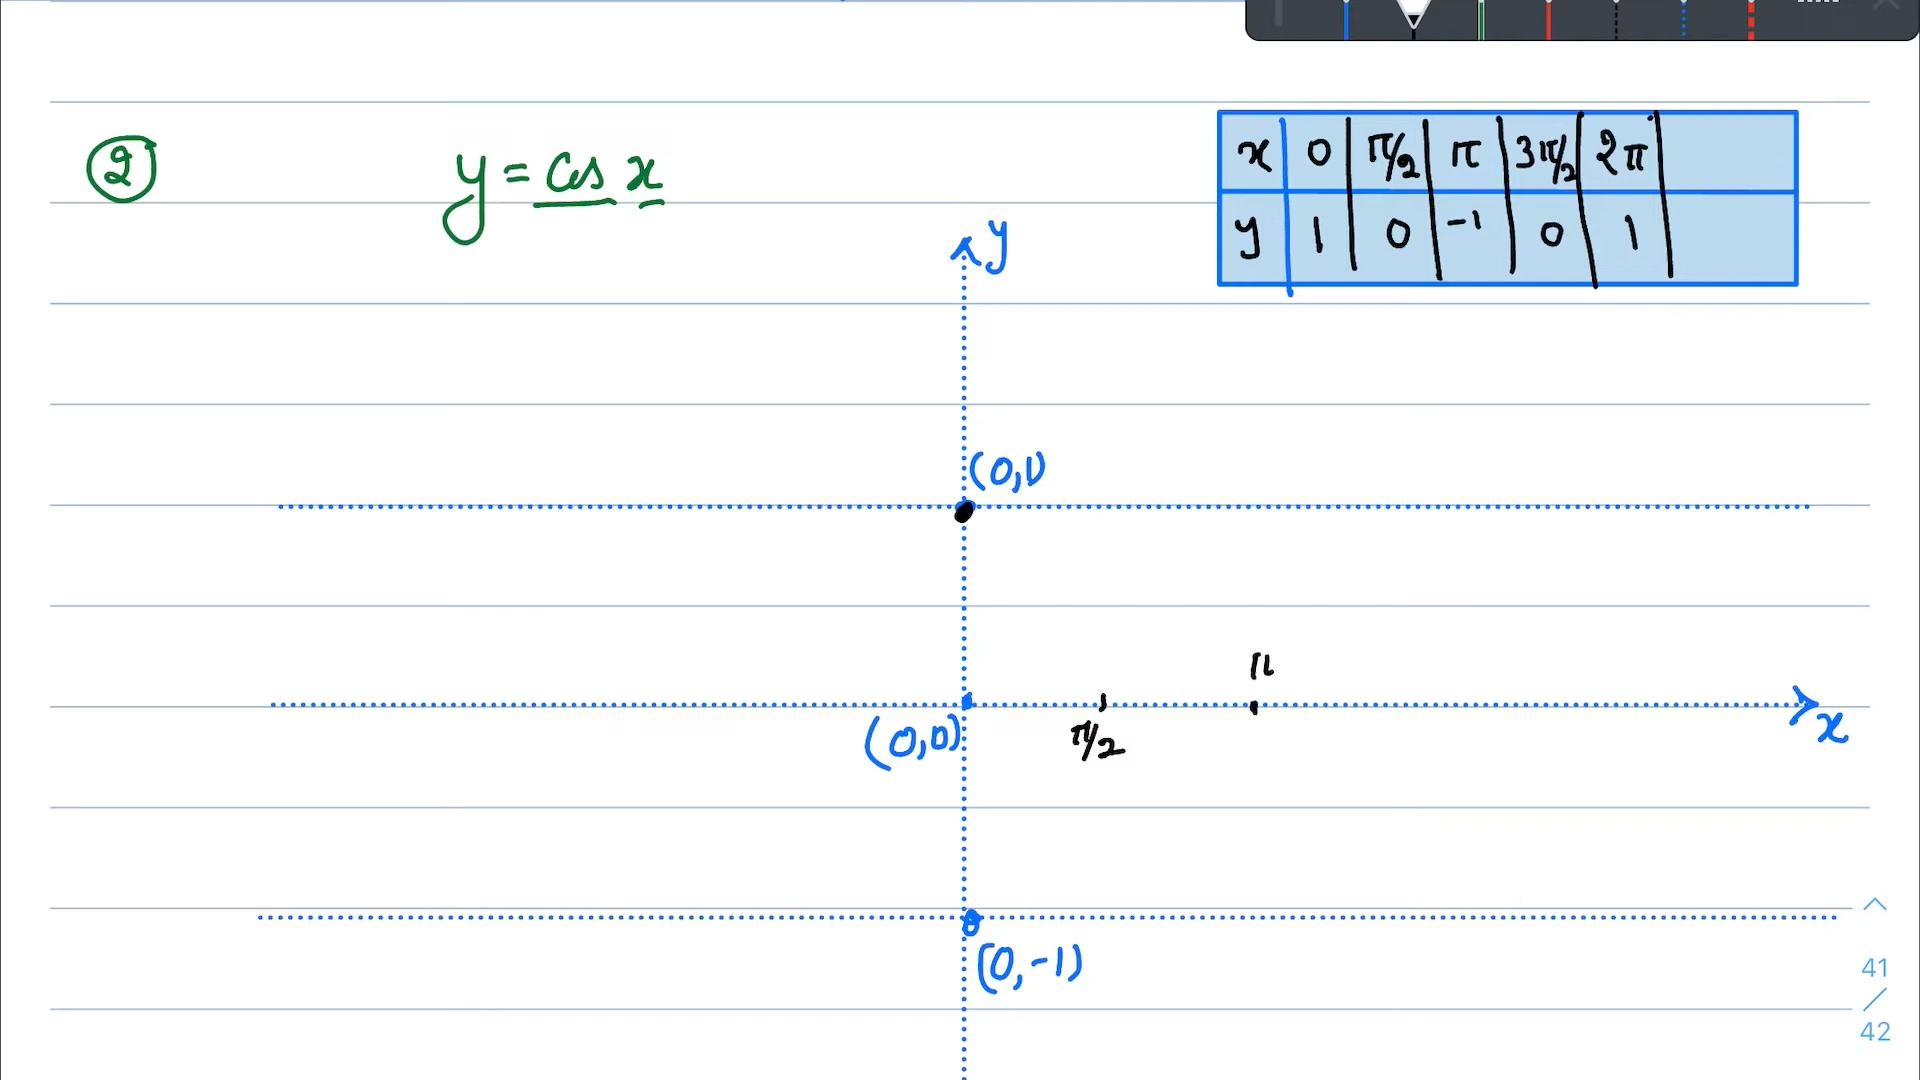 2
y = cos x
x 0 π/2 π 3π/2 2π
y 1 0 -1 0 1
y
(0,1)
π
(0,0)
π/2
x
(0,-1)
41
/
42